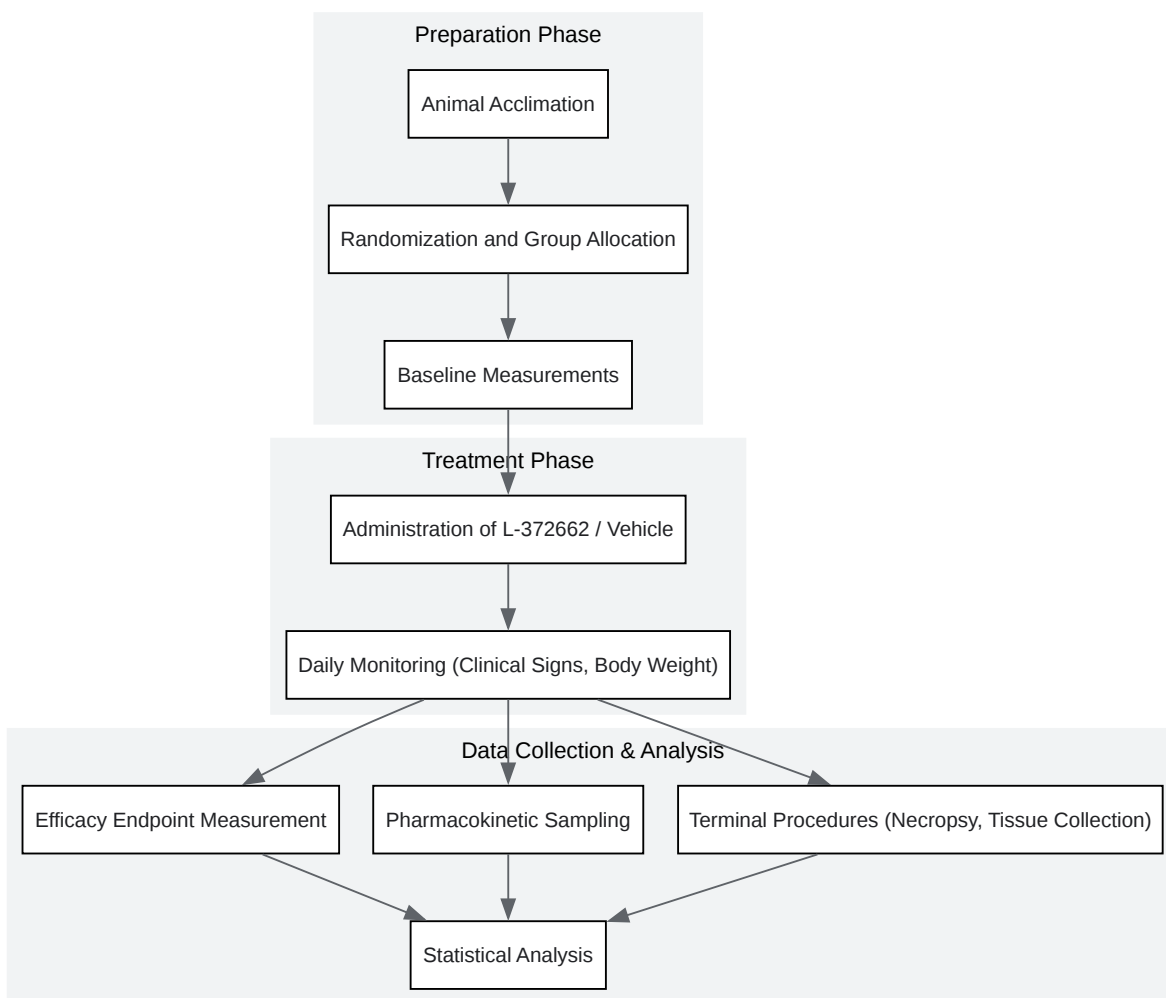 Preparation Phase
Animal Acclimation
Randomization and Group Allocation
Baseline Measurements
Treatment Phase
Administration of L-372662 / Vehicle
Daily Monitoring (Clinical Signs, Body Weight)
Data Collection & Analysis
Efficacy Endpoint Measurement
Pharmacokinetic Sampling
Terminal Procedures (Necropsy, Tissue Collection)
Statistical Analysis